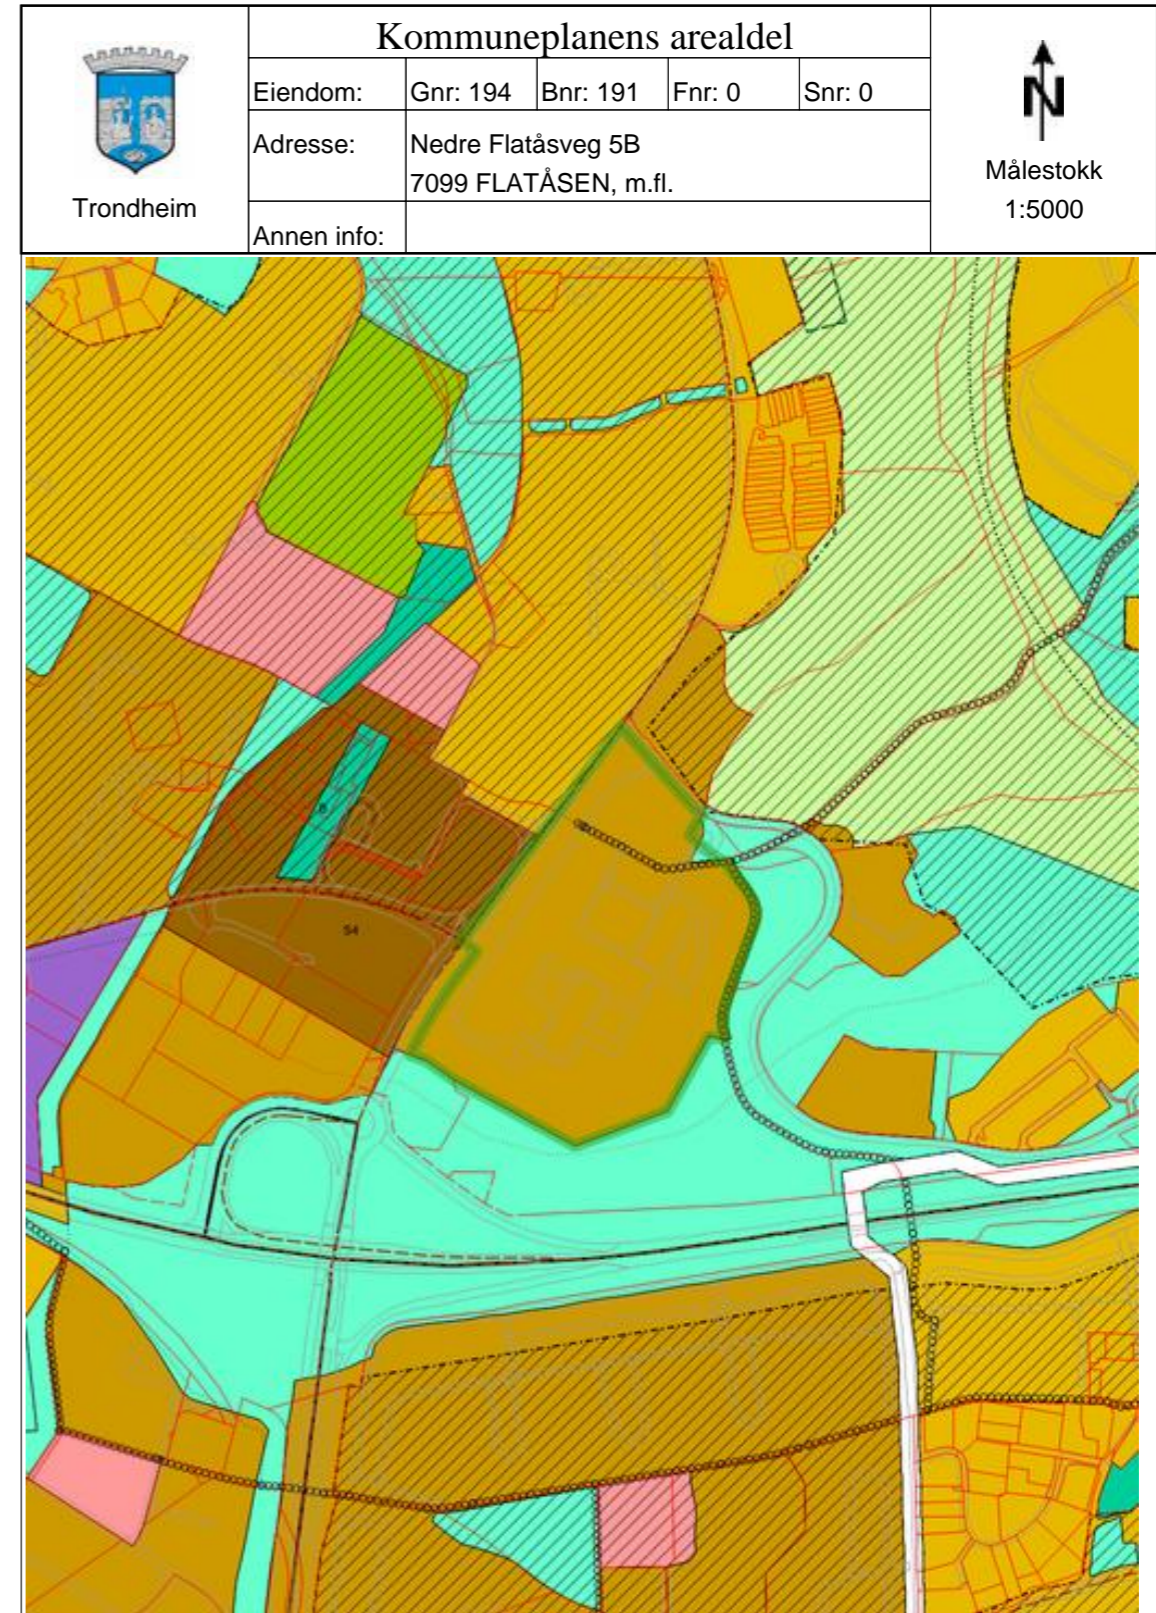 Kommuneplanens arealdel
Eiendom: Gnr: 194 Bnr: 191 Fnr: 0 Snr: 0
Adresse: Nedre Flatåsveg 5B
7099 FLATÅSEN, m.fl.
Annen info:
Trondheim
N
Målestokk
1:5000
S4